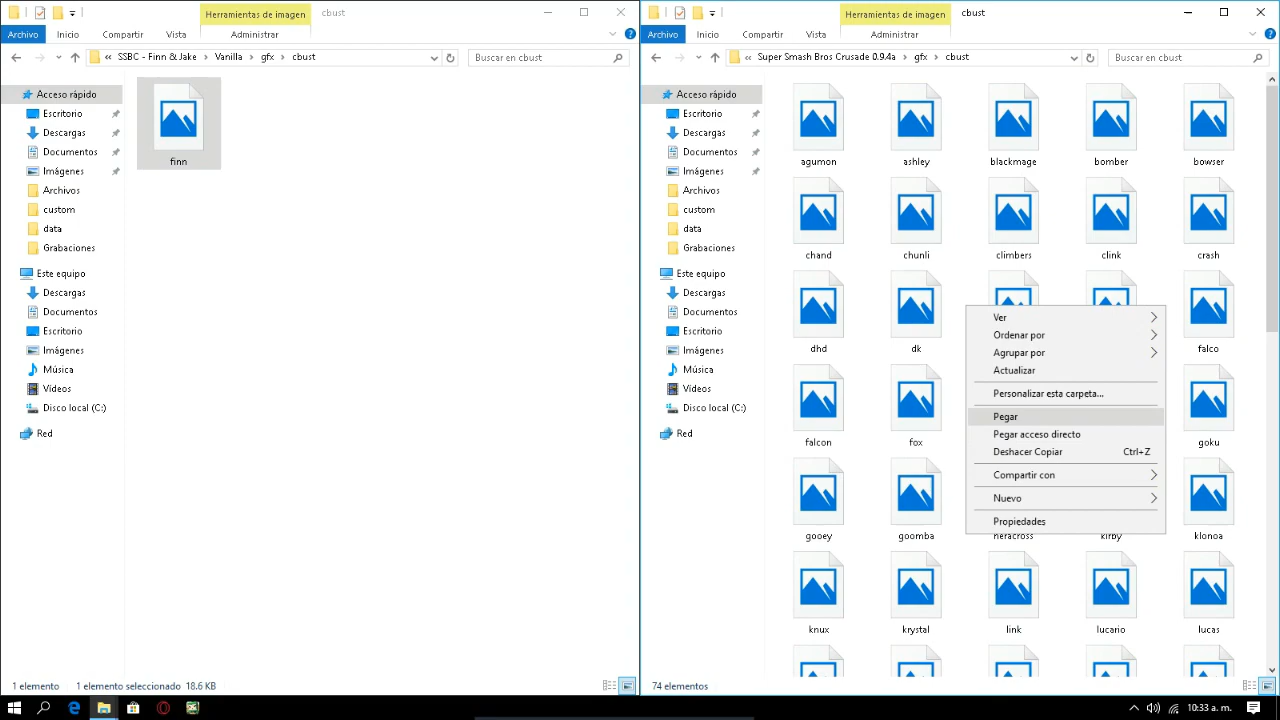 Herramientas de imagen
cbust
Archivo
Inicio
Compartir
Vista
Administrar
« SSBC - Finn & Jake › Vanilla › gfx › cbust
Buscar en cbust
Acceso rápido
Escritorio
Descargas
Documentos
Imágenes
Archivos
custom
data
Grabaciones
Este equipo
Descargas
Documentos
Escritorio
Imágenes
Música
Vídeos
Disco local (C:)
Red
finn
1 elemento
1 elemento seleccionado 18.6 KB
Herramientas de imagen
cbust
Archivo
Inicio
Compartir
Vista
Administrar
« Super Smash Bros Crusade 0.9.4a › gfx › cbust
Buscar en cbust
Acceso rápido
Escritorio
Descargas
Documentos
Imágenes
Archivos
custom
data
Grabaciones
Este equipo
Descargas
Documentos
Escritorio
Imágenes
Música
Vídeos
Disco local (C:)
Red
agumon
ashley
blackmage
bomber
bowser
chand
chunli
climbers
clink
crash
dhd
dk
falco
falcon
fox
goku
gooey
goomba
heracross
kirby
klonoa
knux
krystal
link
lucario
lucas
Ver
Ordenar por
Agrupar por
Actualizar
Personalizar esta carpeta...
Pegar
Pegar acceso directo
Deshacer Copiar Ctrl+Z
Compartir con
Nuevo
Propiedades
74 elementos
10:33 a. m.